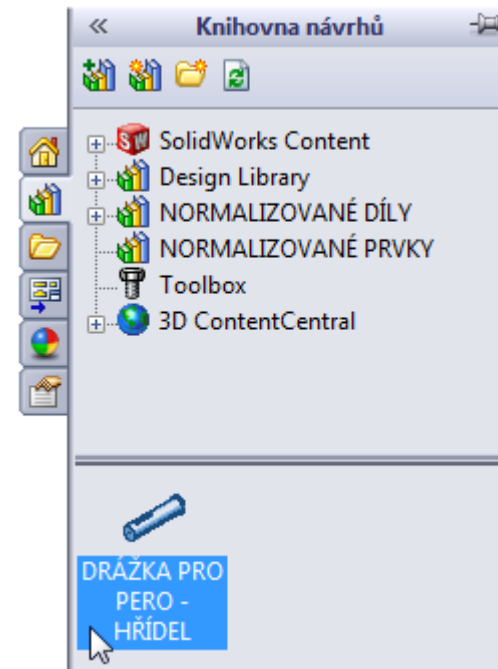 Knihovna návrhů
SolidWorks Content
Design Library
NORMALIZOVANÉ DÍLY
NORMALIZOVANÉ PRVKY
Toolbox
3D ContentCentral
DRÁŽKA PRO
PERO -
HŘÍDEL